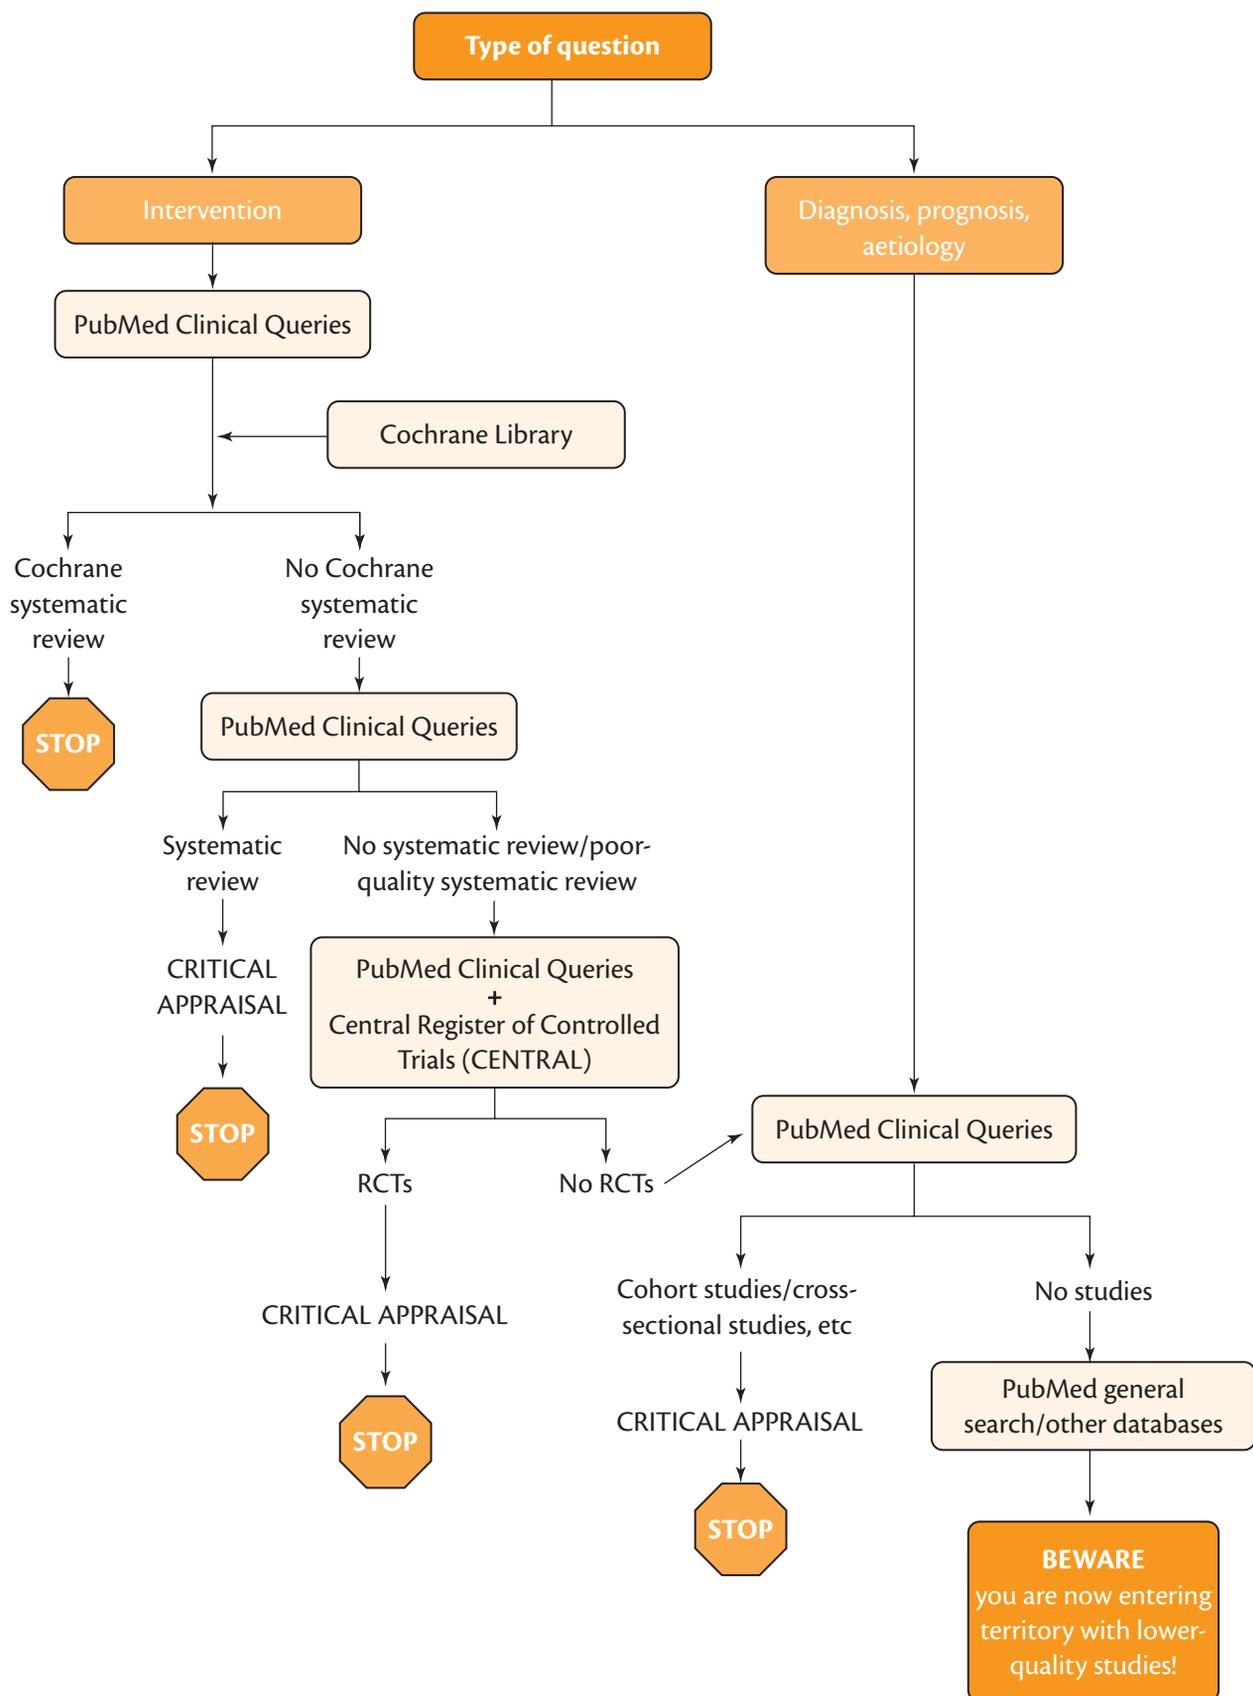 Type of question
Intervention
Diagnosis, prognosis,
aetiology
PubMed Clinical Queries
Cochrane Library
Cochrane
systematic
review
No Cochrane
systematic
review
STOP
PubMed Clinical Queries
Systematic
review
No systematic review/poor-
quality systematic review
CRITICAL
APPRAISAL
PubMed Clinical Queries
+
Central Register of Controlled
Trials (CENTRAL)
STOP
PubMed Clinical Queries
RCTs
No RCTs
Cohort studies/cross-
sectional studies, etc
No studies
CRITICAL APPRAISAL
PubMed general
search/other databases
CRITICAL APPRAISAL
STOP
STOP
BEWARE
you are now entering
territory with lower-
quality studies!